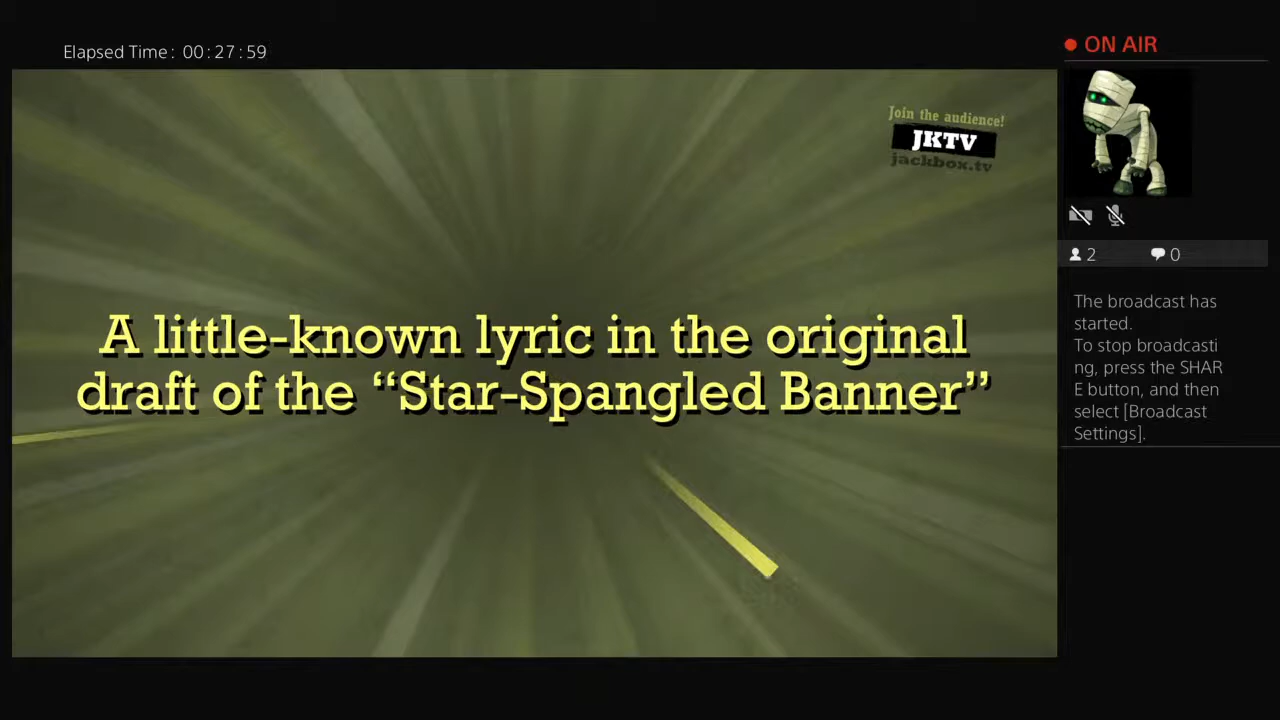 Elapsed Time: 00:27:59
ON AIR
Join the audience!
JKTV
jackbox.tv
2 0
A little-known lyric in the original
draft of the “Star-Spangled Banner”
The broadcast has
started.
To stop broadcasti
ng, press the SHAR
E button, and then
select [Broadcast
Settings].